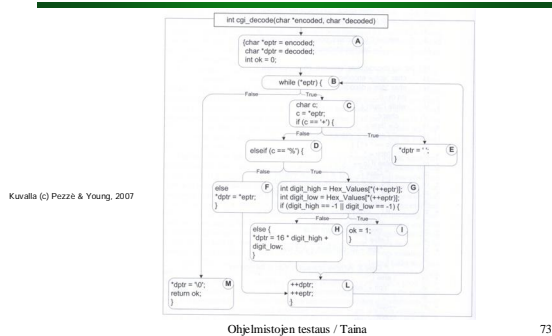 int cgi_decode(char *encoded, char *decoded)
{char *eptr = encoded;
char *dptr = decoded;
int ok = 0;
A
while (*eptr) {
B
False
True
char c;
c = *eptr;
if (c == '+') {
C
False
True
elseif (c == '%') {
D
*dptr = ' ';
}
E
False
True
else
*dptr = *eptr;
}
F
int digit_high = Hex_Values[*(++eptr)];
int digit_low = Hex_Values[*(++eptr)];
if (digit_high == -1 || digit_low == -1) {
G
False
True
else {
*dptr = 16 * digit_high +
digit_low;
}
H
ok = 1;
}
I
*dptr = '\0';
return ok;
}
M
++dptr;
++eptr;
}
L
Kuvalla (c) Pezzè & Young, 2007
Ohjelmistojen testaus / Taina
73